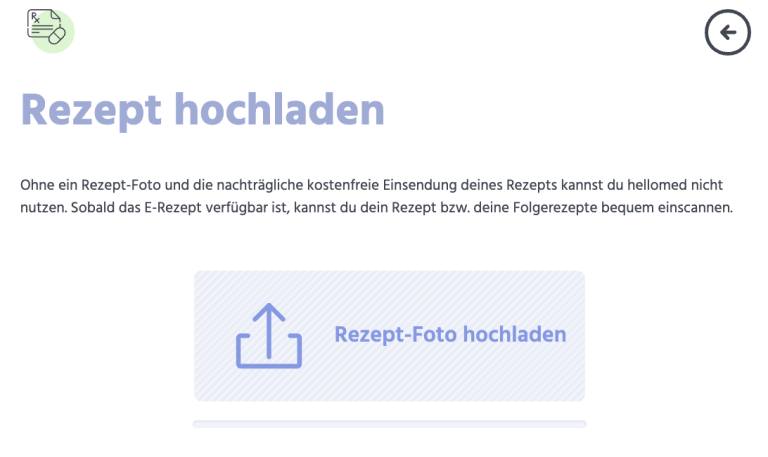 Rx
Rezept hochladen
Ohne ein Rezept-Foto und die nachträgliche kostenfreie Einsendung deines Rezepts kannst du hellomed nicht
nutzen. Sobald das E-Rezept verfügbar ist, kannst du dein Rezept bzw. deine Folgerezepte bequem einscannen.
Rezept-Foto hochladen